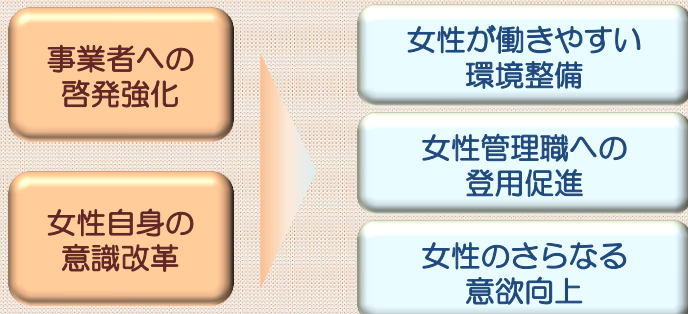 事業者への
啓発強化
女性自身の
意識改革
女性が働きやすい
環境整備
女性管理職への
登用促進
女性のさらなる
意欲向上